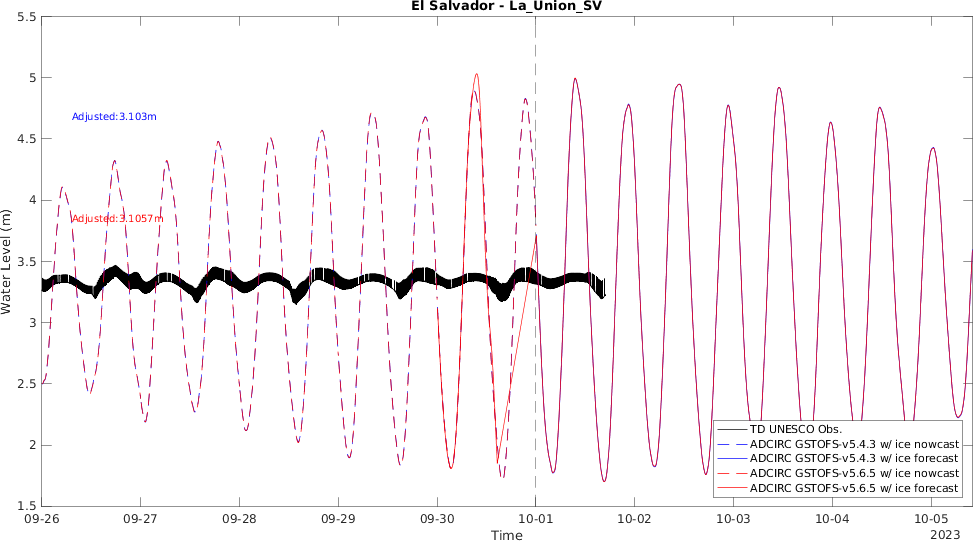 El Salvador - La_Union_SV
Water Level (m)
5.5
5
4.5
4
3.5
3
2.5
2
1.5
Adjusted:3.103m
Adjusted:3.1057m
TD UNESCO Obs.
ADCIRC GSTOFS-v5.4.3 w/ ice nowcast
ADCIRC GSTOFS-v5.4.3 w/ ice forecast
ADCIRC GSTOFS-v5.6.5 w/ ice nowcast
ADCIRC GSTOFS-v5.6.5 w/ ice forecast
09-26 09-27 09-28 09-29 09-30 10-01 10-02 10-03 10-04 10-05
Time
2023